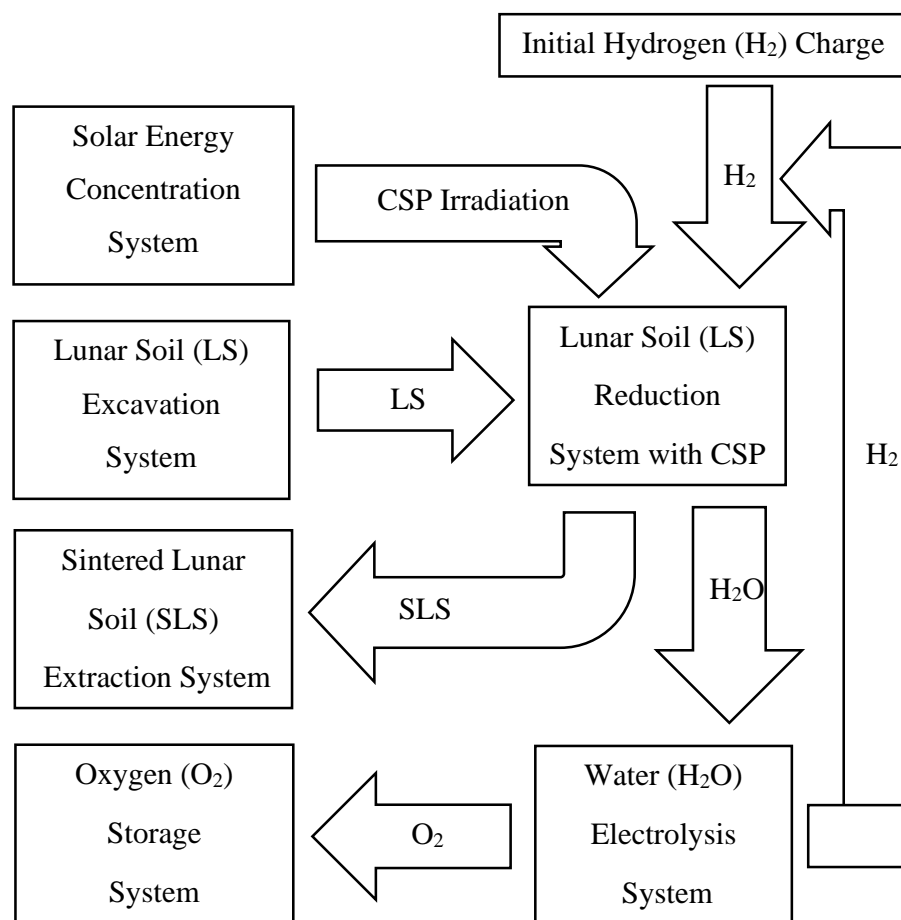 Initial Hydrogen (H₂) Charge
Solar Energy
Concentration
System
CSP Irradiation
H₂
Lunar Soil (LS)
Excavation
System
LS
Lunar Soil (LS)
Reduction
System with CSP
H₂
Sintered Lunar
Soil (SLS)
Extraction System
SLS
H₂O
Oxygen (O₂)
Storage
System
O₂
Water (H₂O)
Electrolysis
System